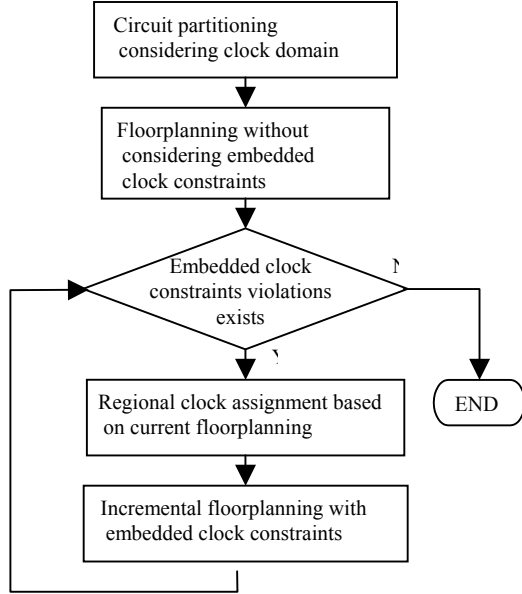 Circuit partitioning
considering clock domain
Floorplanning without
considering embedded
clock constraints
Embedded clock
constraints violations
exists
Regional clock assignment based
on current floorplanning
END
Incremental floorplanning with
embedded clock constraints